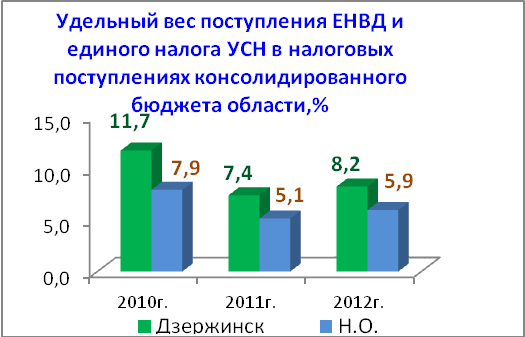 Удельный вес поступления ЕНВД и
единого налога УСН в налоговых
поступлениях консолидированного
бюджета области,%
15,0
10,0
5,0
0,0
11,7
7,9
7,4
5,1
8,2
5,9
2010г.
2011г.
2012г.
Дзержинск
Н.О.